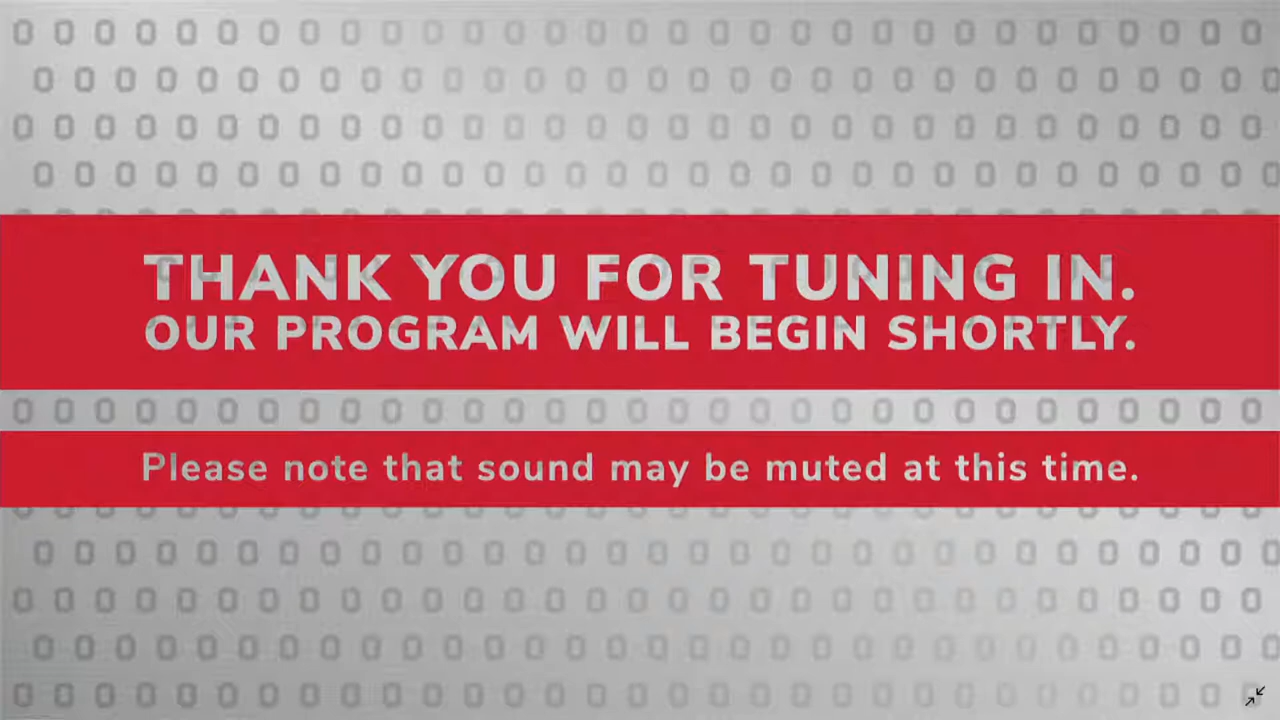 THANK YOU FOR TUNING IN.
OUR PROGRAM WILL BEGIN SHORTLY.
Please note that sound may be muted at this time.